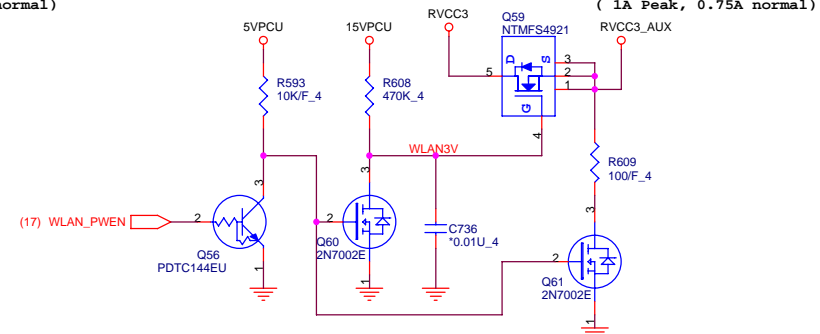 normal)
( 1A Peak, 0.75A normal)
5VPCU
15VPCU
RVCC3
Q59
NTMFS4921
RVCC3_AUX
R593
10K/F_4
R608
470K_4
D
S
G
5
3
2
1
4
WLAN3V
R609
100/F_4
3
3
3
(17) WLAN_PWEN
2
2
2
1
1
1
Q56
PDTC144EU
Q60
2N7002E
C736
*0.01U_4
Q61
2N7002E